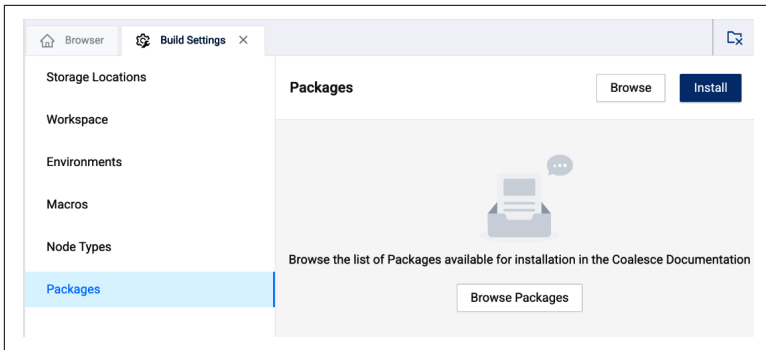 Browser
Build Settings
Storage Locations
Workspace
Environments
Macros
Node Types
Packages
Packages
Browse
Install
Browse the list of Packages available for installation in the Coalesce Documentation
Browse Packages